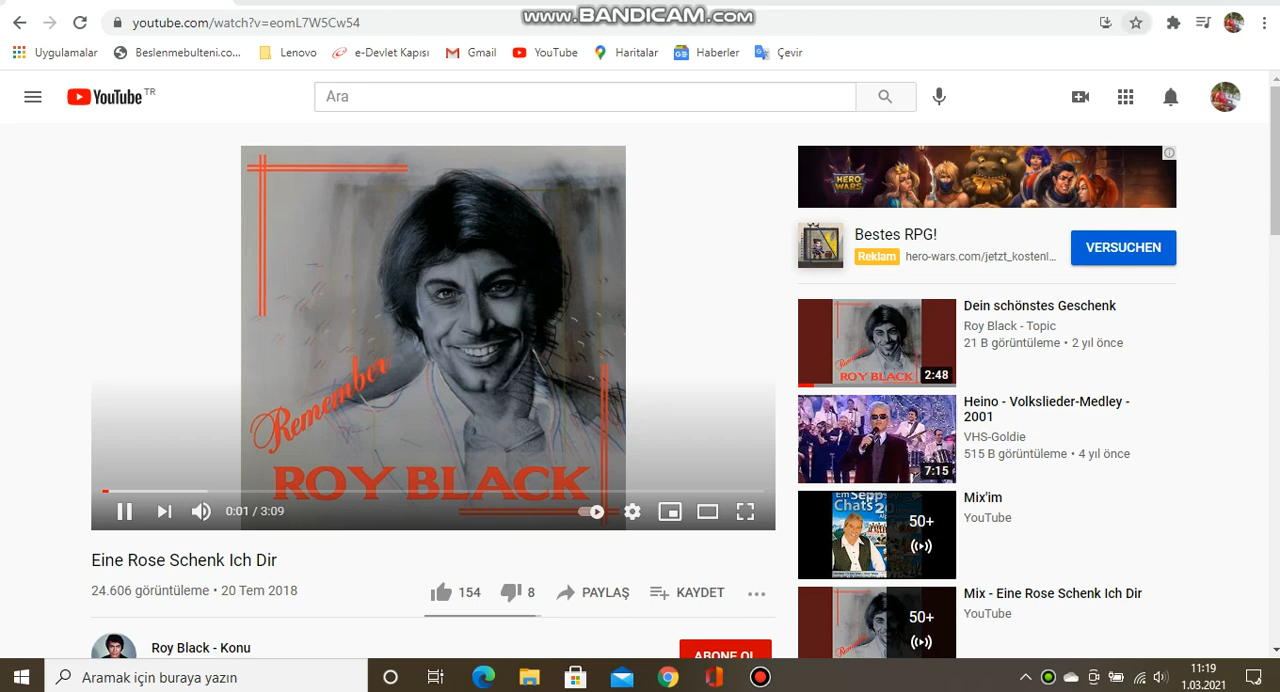 youtube.com/watch?v=eomL7W5Cw54
www.BANDICAM.com
Uygulamalar
Beslenmebulteni.co...
Lenovo
e-Devlet Kapısı
Gmail
YouTube
Haritalar
Haberler
Çevir
YouTube TR
Ara
Remember
ROY BLACK
0:01 / 3:09
Eine Rose Schenk Ich Dir
24.606 görüntüleme • 20 Tem 2018
154
8
PAYLAŞ
KAYDET
Roy Black - Konu
ABONE OL
HERO WARS
Bestes RPG!
Reklam hero-wars.com/jetzt_kostenl...
VERSUCHEN
Remember
ROY BLACK
2:48
Dein schönstes Geschenk
Roy Black - Topic
21 B görüntüleme • 2 yıl önce
7:15
Heino - Volkslieder-Medley -
2001
VHS-Goldie
515 B görüntüleme • 4 yıl önce
50+
Mix'im
YouTube
50+
Mix - Eine Rose Schenk Ich Dir
YouTube
Aramak için buraya yazın
11:19
1.03.2021